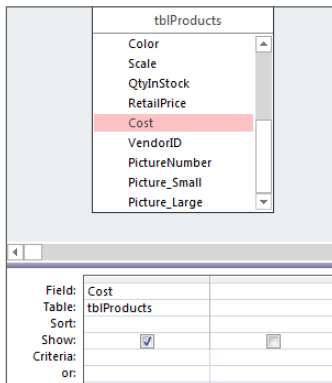 tblProducts
Color
Scale
QtyInStock
RetailPrice
Cost
VendorID
PictureNumber
Picture_Small
Picture_Large
Field: Cost
Table: tblProducts
Sort:
Show:
Criteria:
or: